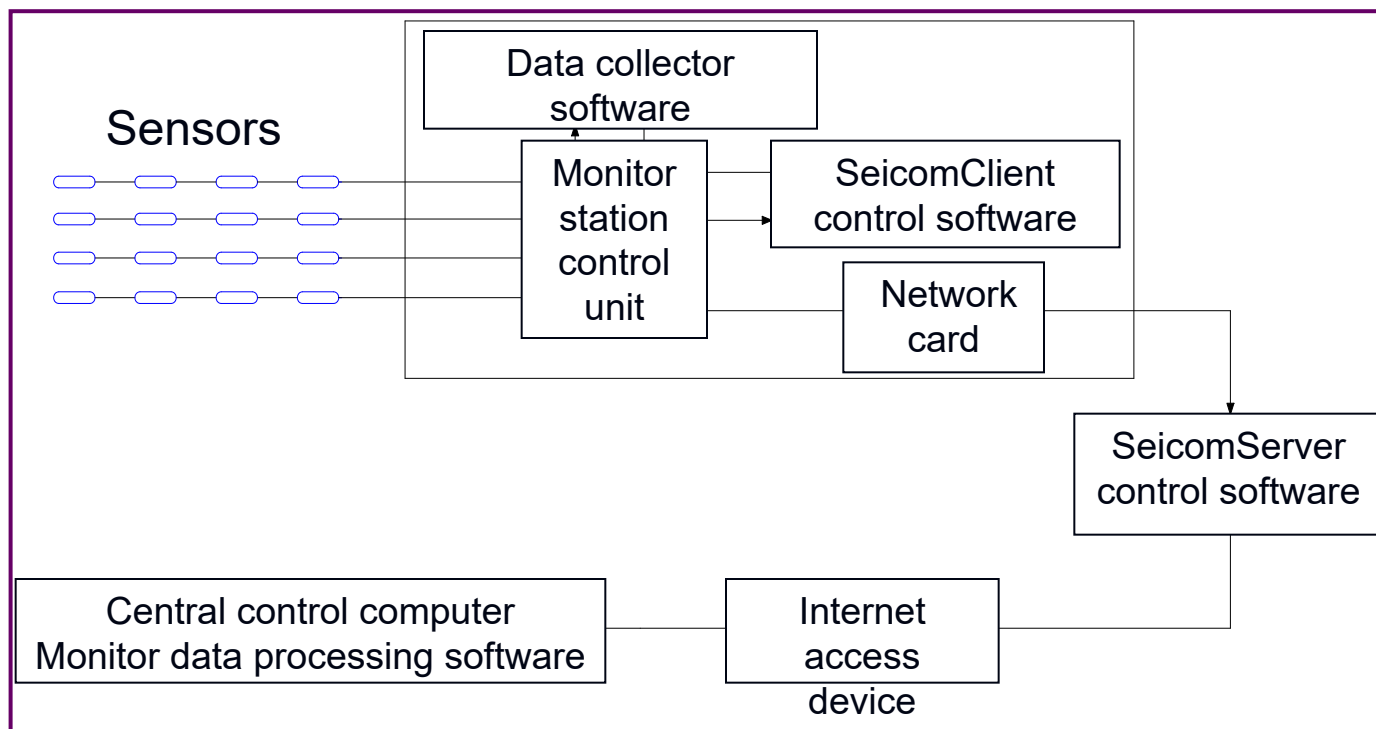 Data collector
software
Sensors
Monitor
station
control
unit
SeicomClient
control software
Network
card
SeicomServer
control software
Central control computer
Monitor data processing software
Internet
access
device